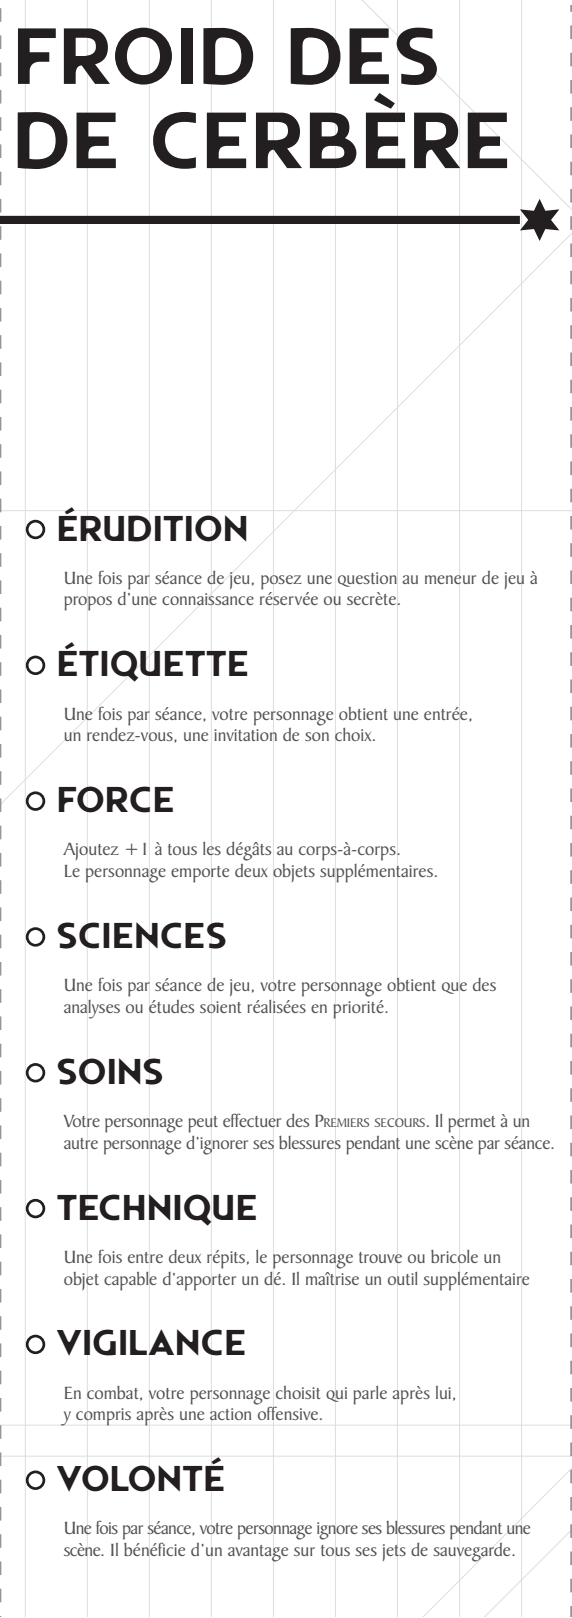 FROID DES
DE CERBÈRE
ÉRUDITION
Une fois par séance de jeu, posez une question au meneur de jeu à
propos d'une connaissance réservée ou secrète.
ÉTIQUETTE
Une fois par séance, votre personnage obtient une entrée,
un rendez-vous, une invitation de son choix.
FORCE
Ajoutez +1 à tous les dégâts au corps-à-corps.
Le personnage emporte deux objets supplémentaires.
SCIENCES
Une fois par séance de jeu, votre personnage obtient que des
analyses ou études soient réalisées en priorité.
SOINS
Votre personnage peut effectuer des Premiers secours. Il permet à un
autre personnage d'ignorer ses blessures pendant une scène par séance.
TECHNIQUE
Une fois entre deux répits, le personnage trouve ou bricole un
objet capable d'apporter un dé. Il maîtrise un outil supplémentaire
VIGILANCE
En combat, votre personnage choisit qui parle après lui,
y compris après une action offensive.
VOLONTÉ
Une fois par séance, votre personnage ignore ses blessures pendant une
scène. Il bénéficie d'un avantage sur tous ses jets de sauvegarde.